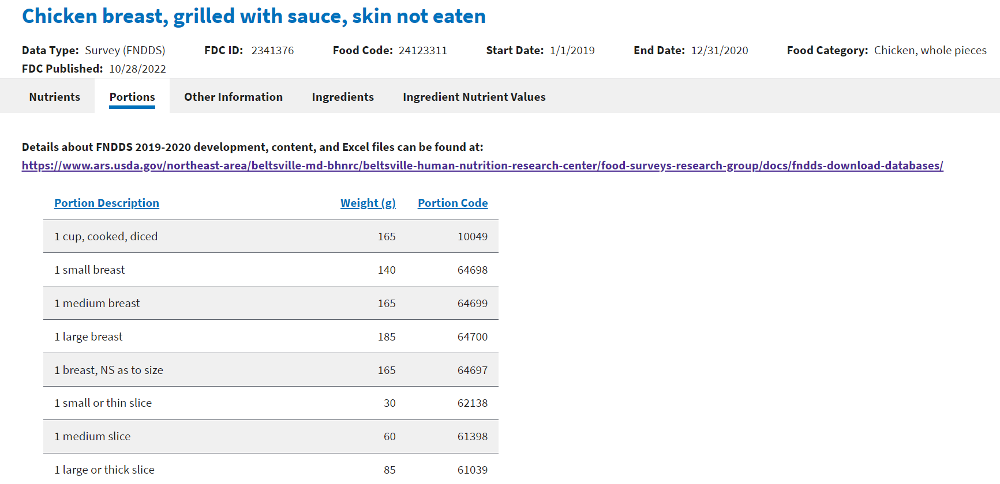 Chicken breast, grilled with sauce, skin not eaten
Data Type: Survey (FNDDS) FDC ID: 2341376 Food Code: 24123311 Start Date: 1/1/2019 End Date: 12/31/2020 Food Category: Chicken, whole pieces
FDC Published: 10/28/2022
Nutrients Portions Other Information Ingredients Ingredient Nutrient Values
Details about FNDDS 2019-2020 development, content, and Excel files can be found at:
https://www.ars.usda.gov/northeast-area/beltsville-md-bhnrc/beltsville-human-nutrition-research-center/food-surveys-research-group/docs/fndds-download-databases/
Portion Description Weight (g) Portion Code
1 cup, cooked, diced 165 10049
1 small breast 140 64698
1 medium breast 165 64699
1 large breast 185 64700
1 breast, NS as to size 165 64697
1 small or thin slice 30 62138
1 medium slice 60 61398
1 large or thick slice 85 61039